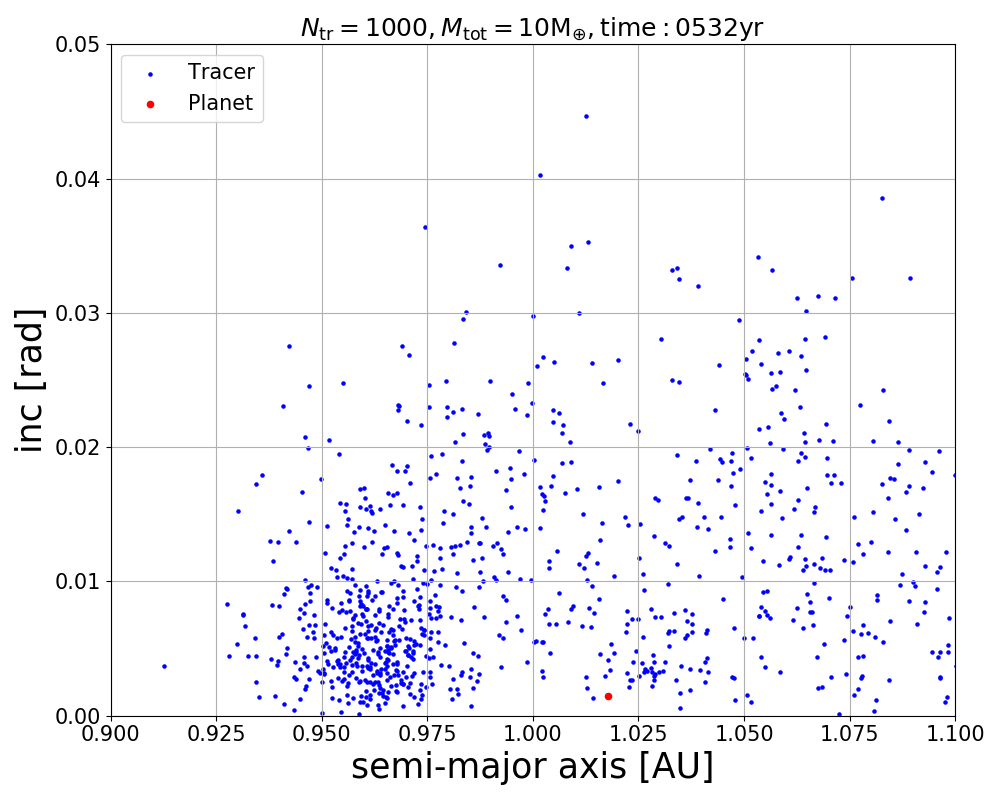 N_tr = 1000, M_tot = 10M_⊕, time : 0532yr
Tracer
Planet
0.05
0.04
0.03
0.02
0.01
0.00
inc [rad]
0.900 0.925 0.950 0.975 1.000 1.025 1.050 1.075 1.100
semi-major axis [AU]